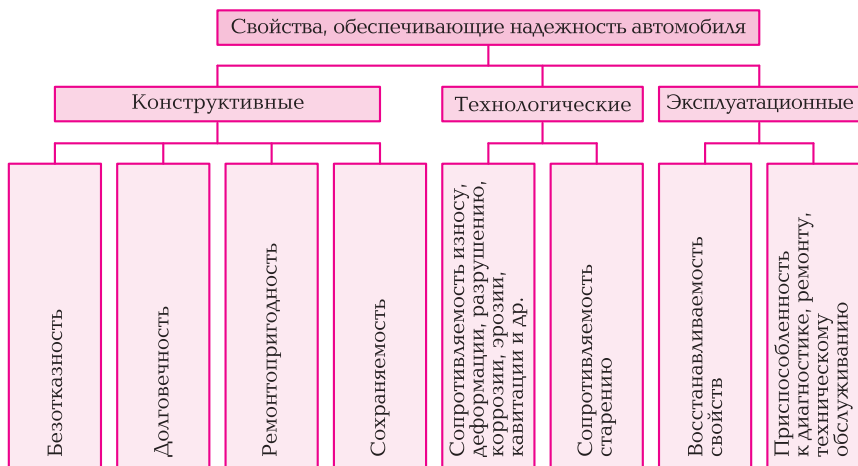 Свойства, обеспечивающие надежность автомобиля
Конструктивные
Технологические
Эксплуатационные
Безотказность
Долговечность
Ремонтопригодность
Сохраняемость
Сопротивляемость износу,
деформации, разрушению,
коррозии, эрозии,
кавитации и др.
Сопротивляемость
старению
Восстанавливаемость
свойств
Приспособленность
к диагностике, ремонту,
техническому
обслуживанию